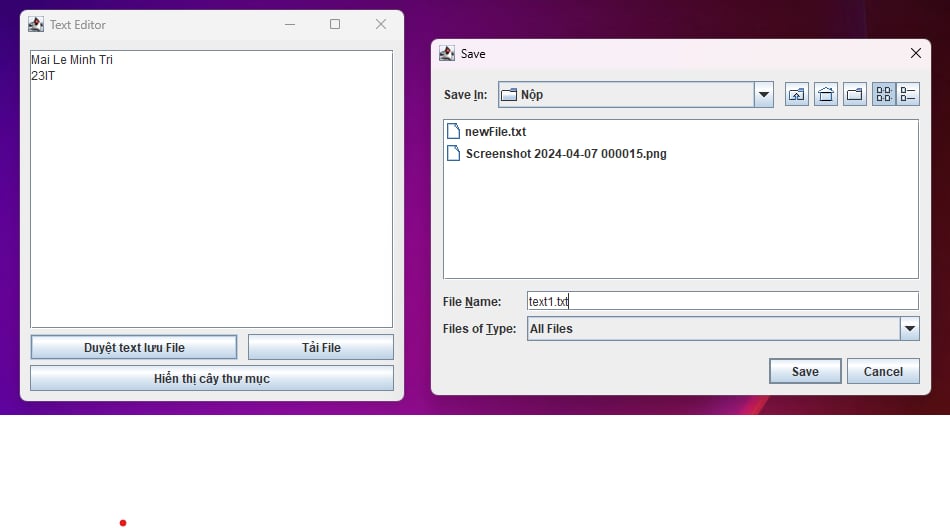 Text Editor
Mai Le Minh Tri
23IT
Duyệt text lưu File
Tải File
Hiển thị cây thư mục
Save
Save In:
Nộp
newFile.txt
Screenshot 2024-04-07 000015.png
File Name:
text1.txt
Files of Type:
All Files
Save
Cancel